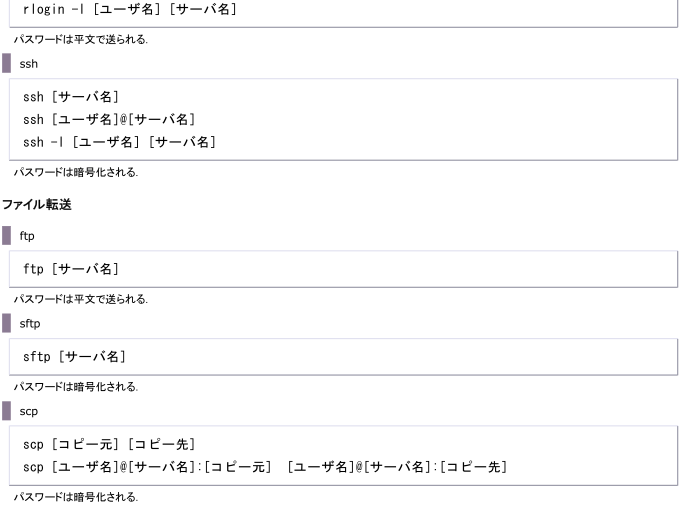 rlogin -l [ユーザ名] [サーバ名]
パスワードは平文で送られる.
ssh
ssh [サーバ名]
ssh [ユーザ名]@[サーバ名]
ssh -l [ユーザ名] [サーバ名]
パスワードは暗号化される.
ファイル転送
ftp
ftp [サーバ名]
パスワードは平文で送られる.
sftp
sftp [サーバ名]
パスワードは暗号化される.
scp
scp [コピー元] [コピー先]
scp [ユーザ名]@[サーバ名]:[コピー元]  [ユーザ名]@[サーバ名]:[コピー先]
パスワードは暗号化される.